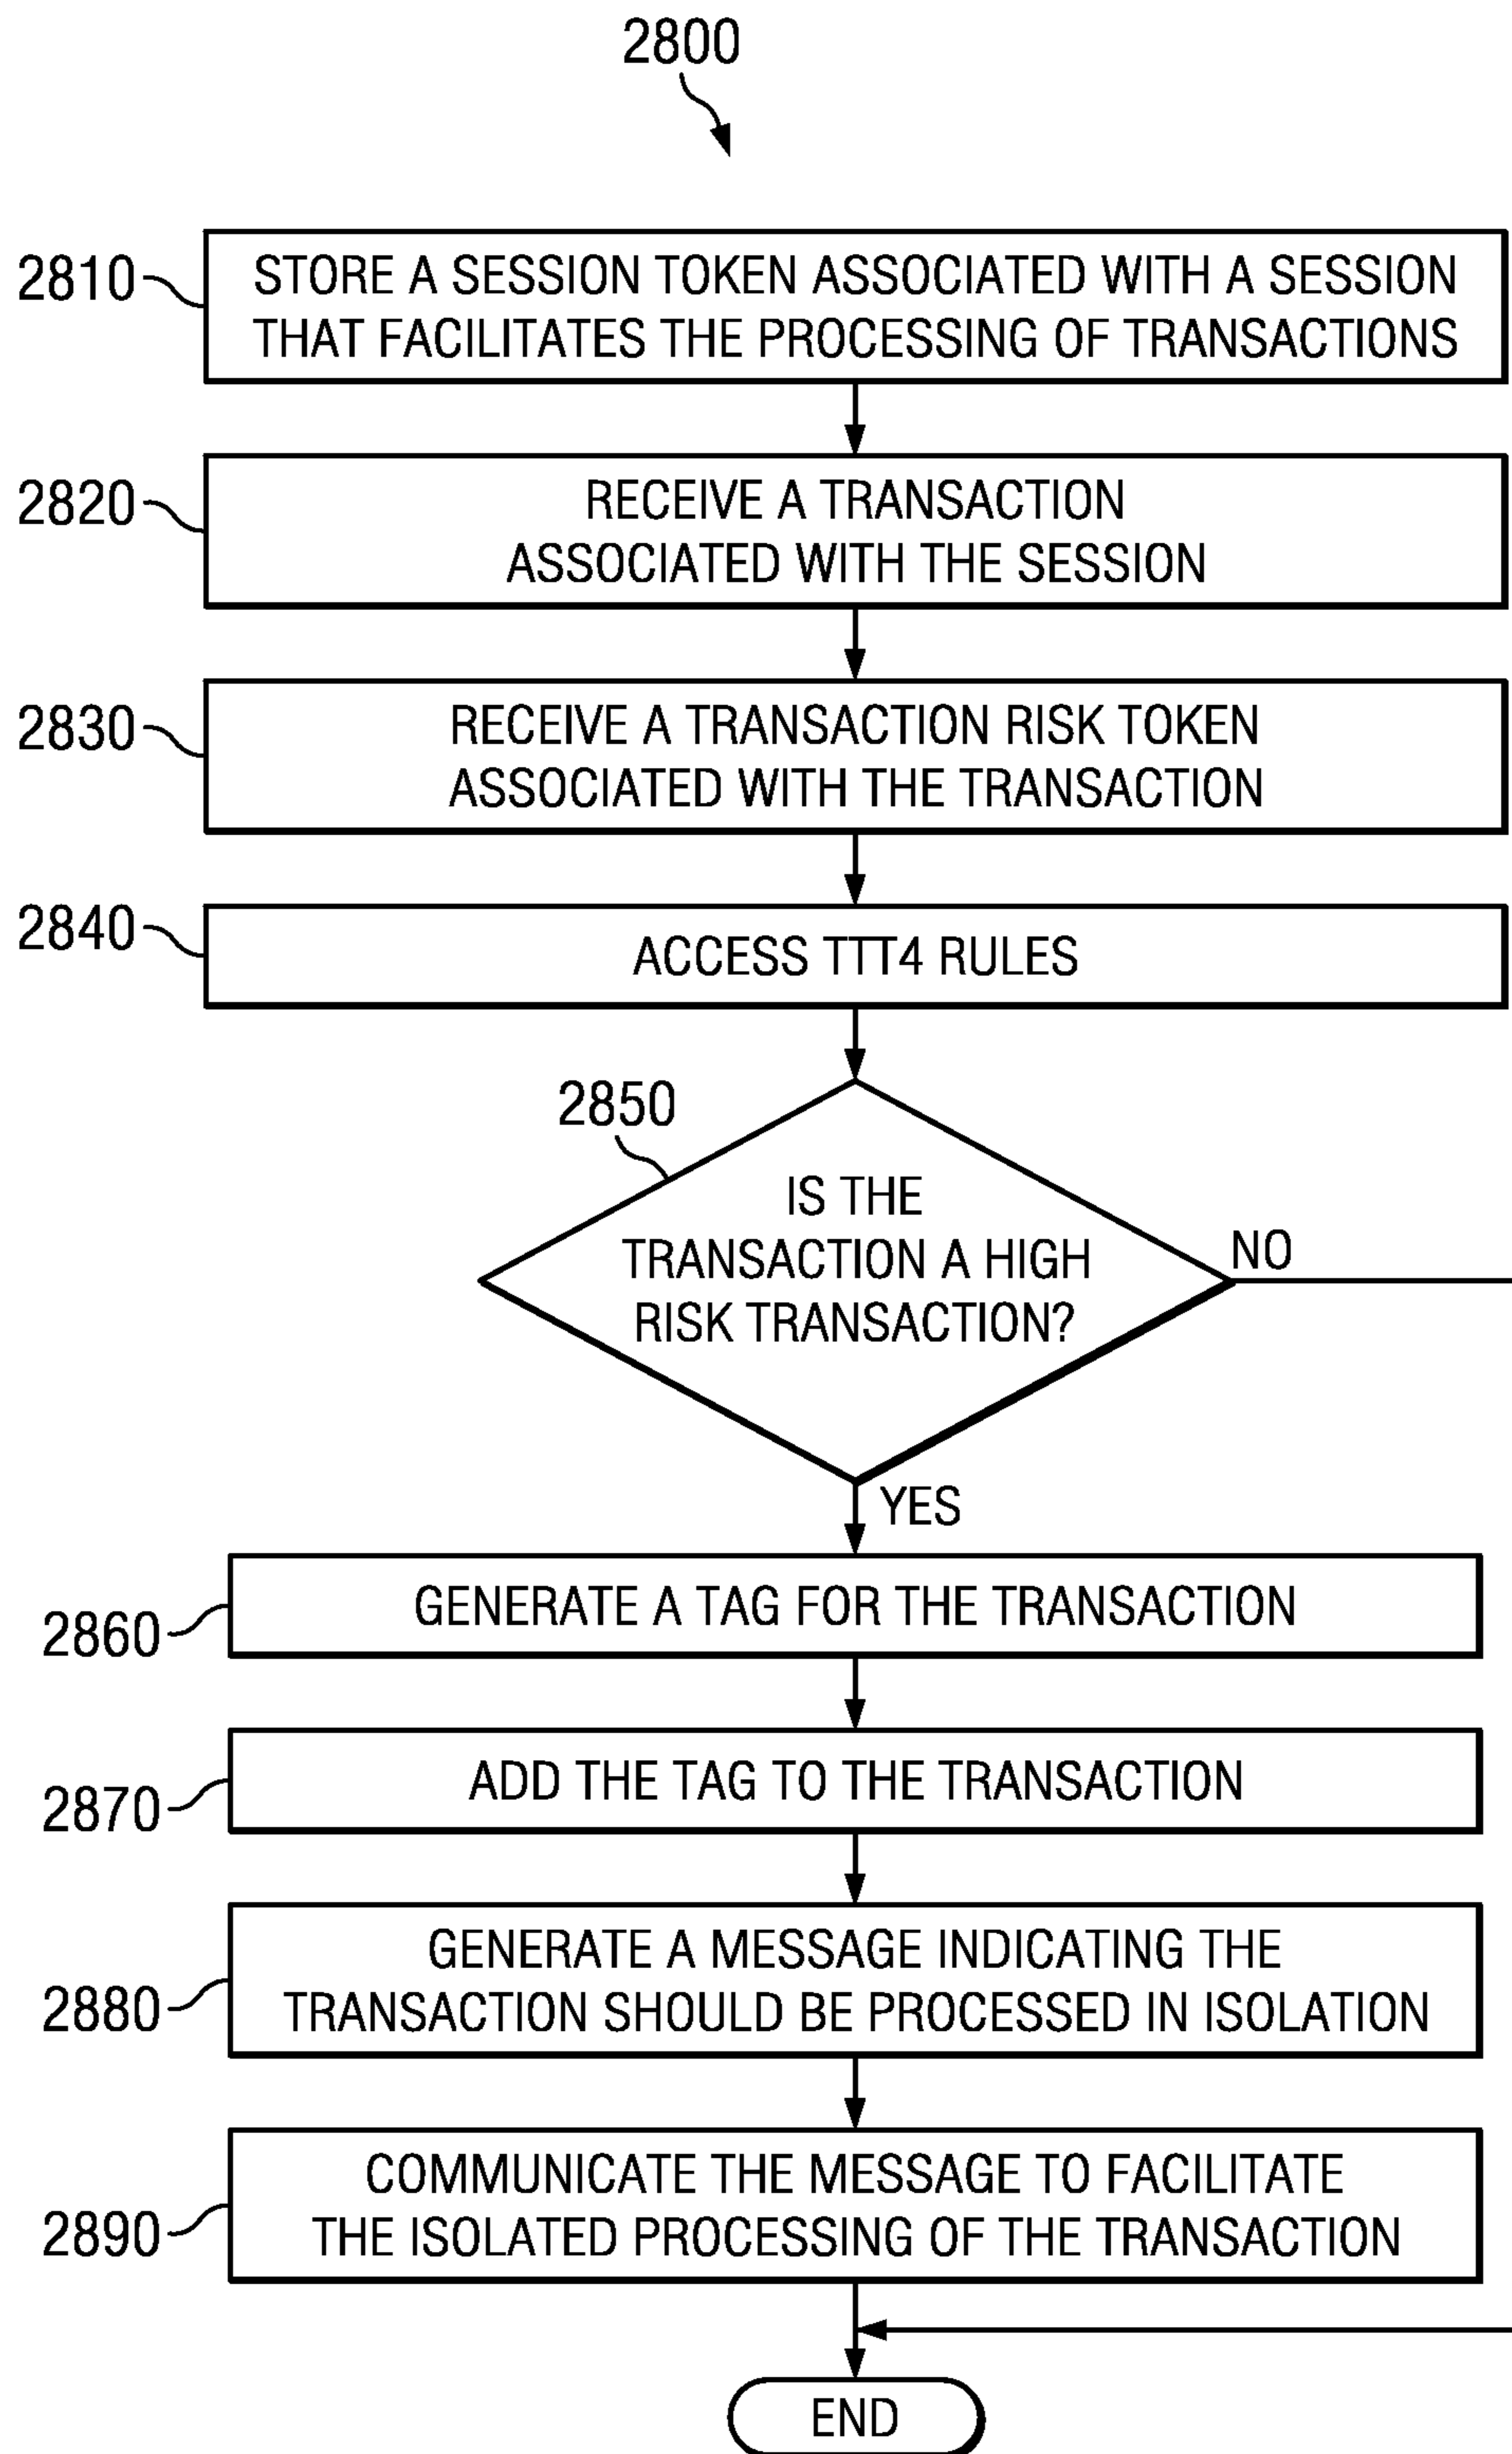 2800
2810
STORE A SESSION TOKEN ASSOCIATED WITH A SESSION
THAT FACILITATES THE PROCESSING OF TRANSACTIONS
2820
RECEIVE A TRANSACTION
ASSOCIATED WITH THE SESSION
2830
RECEIVE A TRANSACTION RISK TOKEN
ASSOCIATED WITH THE TRANSACTION
2840
ACCESS TTT4 RULES
2850
IS THE
TRANSACTION A HIGH
RISK TRANSACTION?
NO
YES
2860
GENERATE A TAG FOR THE TRANSACTION
2870
ADD THE TAG TO THE TRANSACTION
2880
GENERATE A MESSAGE INDICATING THE
TRANSACTION SHOULD BE PROCESSED IN ISOLATION
2890
COMMUNICATE THE MESSAGE TO FACILITATE
THE ISOLATED PROCESSING OF THE TRANSACTION
END